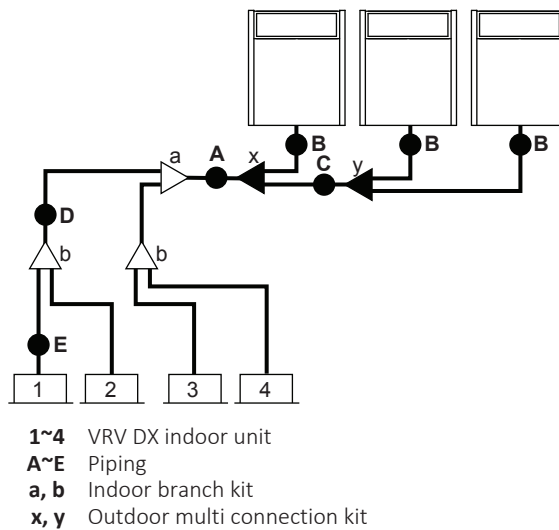 B
B
B
a
A
x
C
y
D
b
b
E
1
2
3
4
1~4 VRV DX indoor unit
A~E Piping
a, b Indoor branch kit
x, y Outdoor multi connection kit